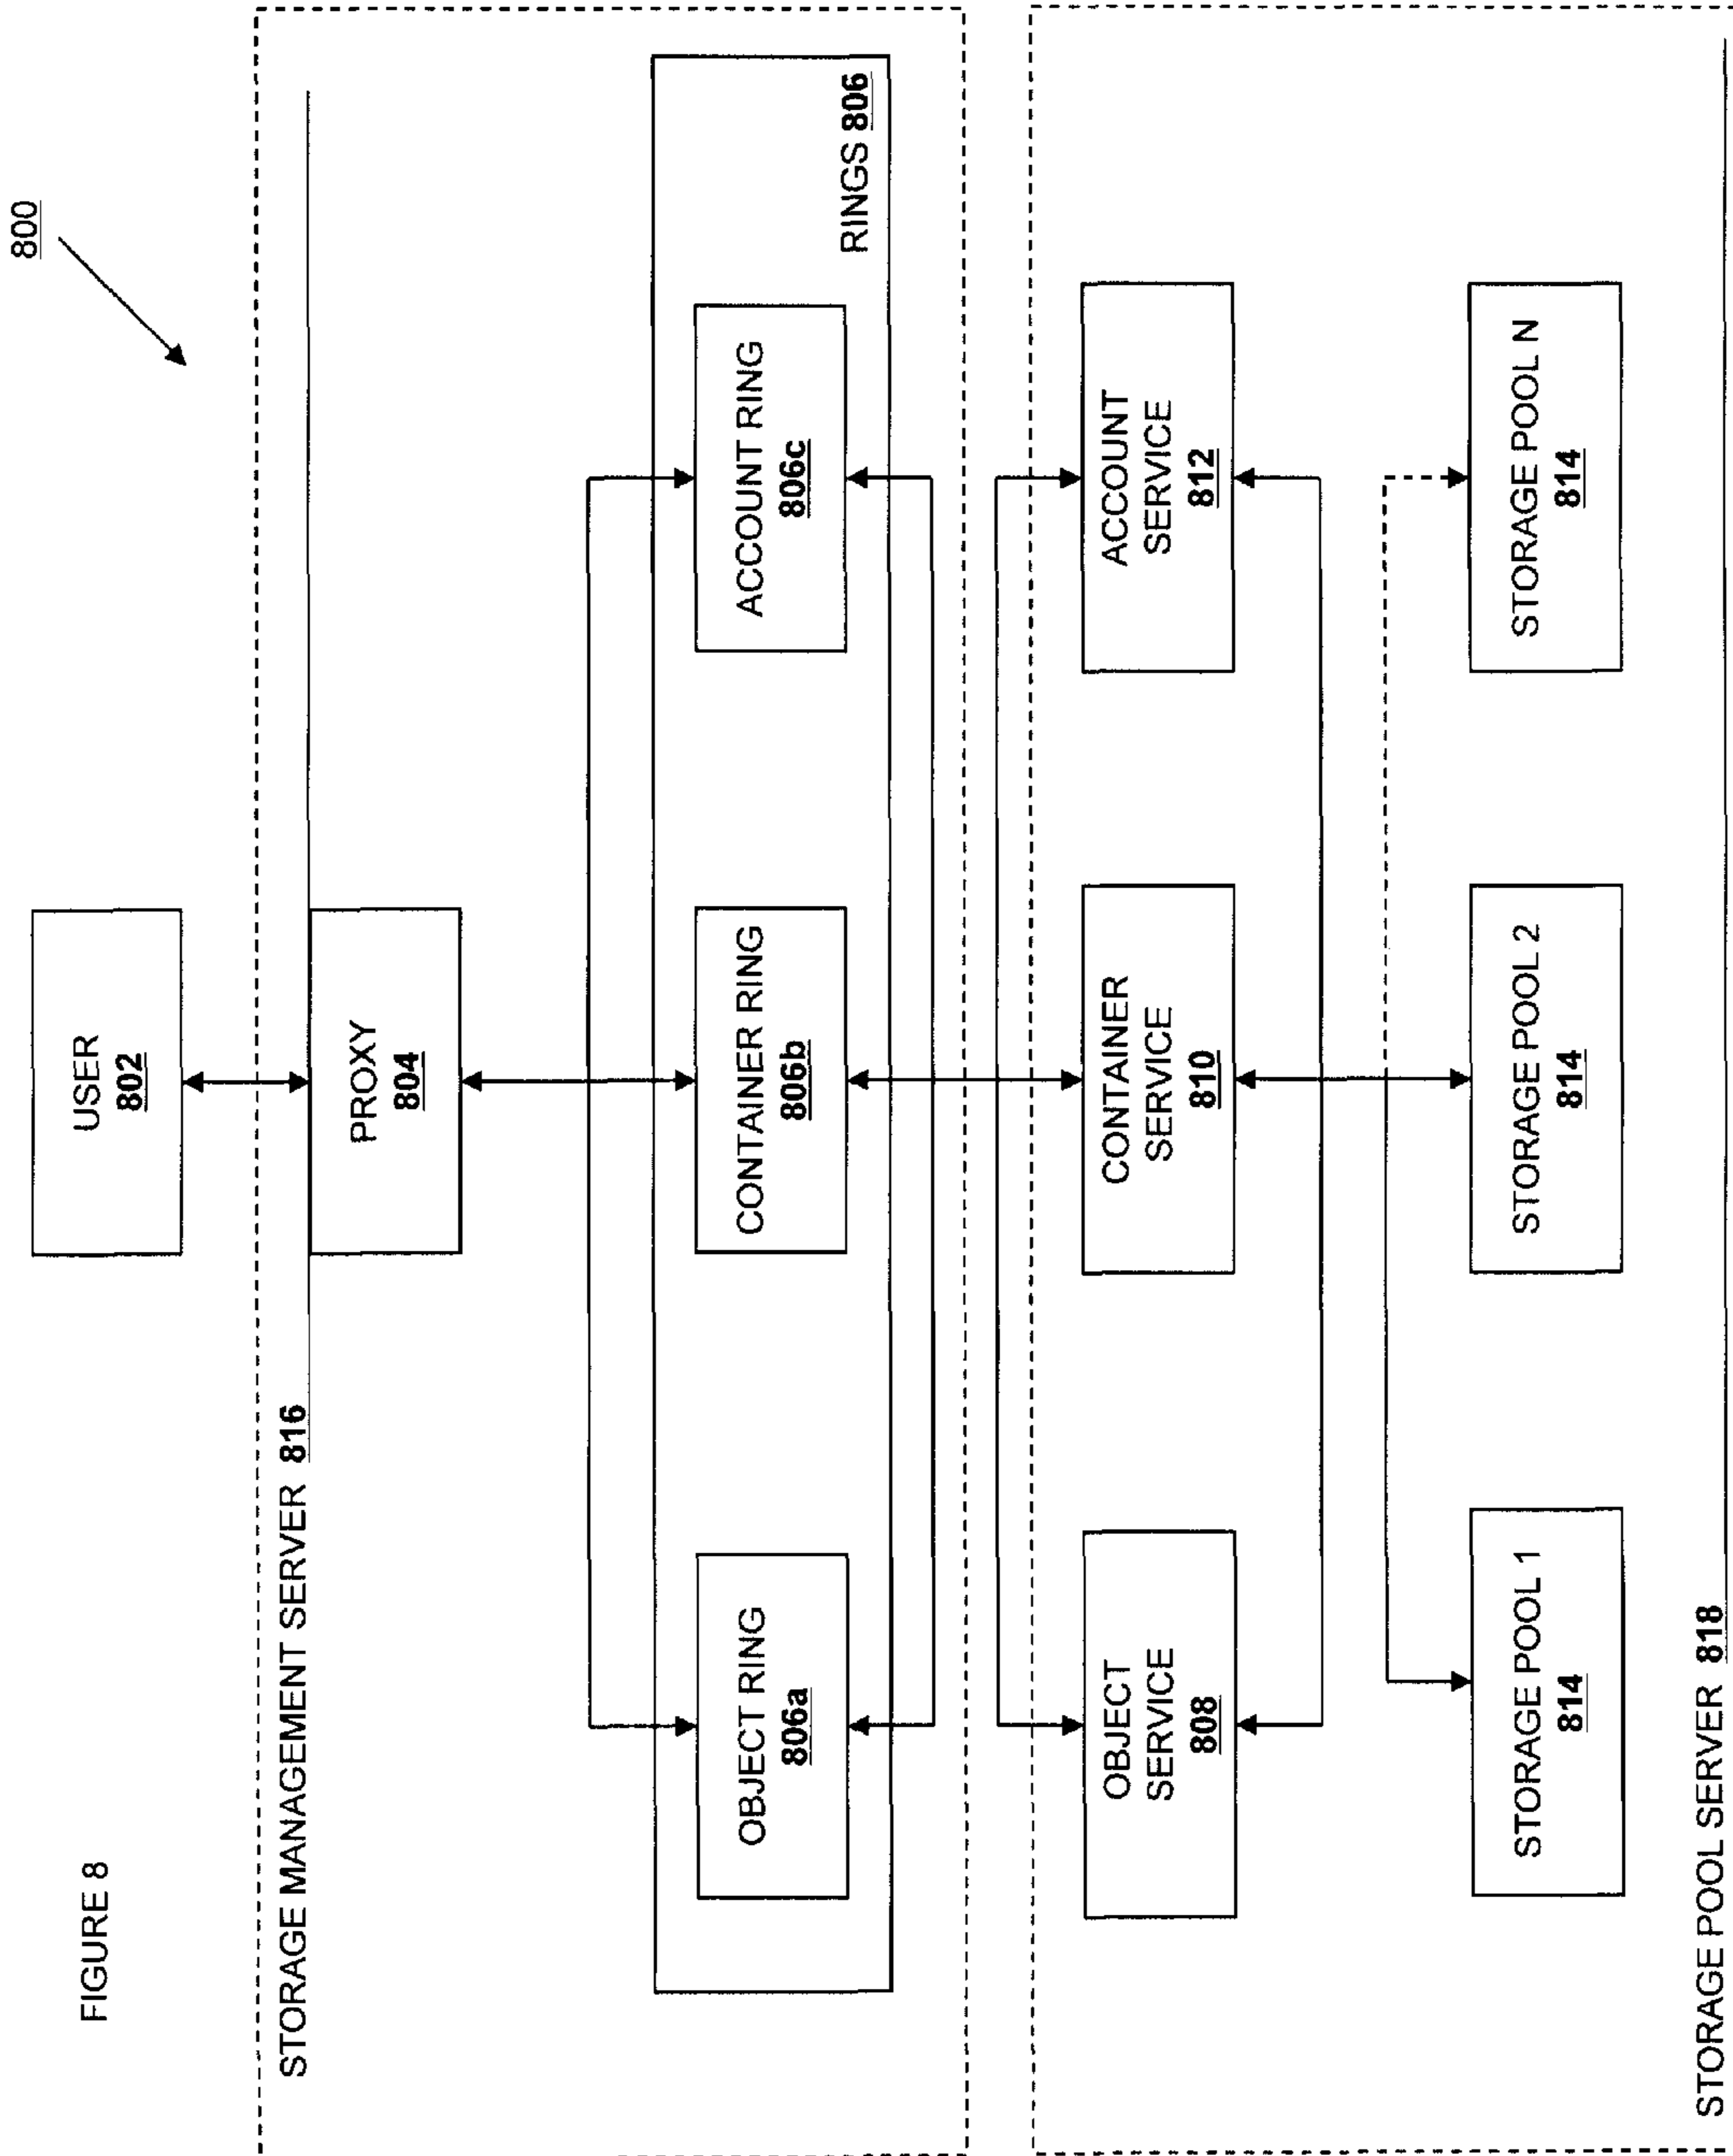 FIGURE 8
800
USER
802
STORAGE MANAGEMENT SERVER 816
PROXY
804
OBJECT RING
806a
CONTAINER RING
806b
ACCOUNT RING
806c
RINGS 806
OBJECT
SERVICE
808
CONTAINER
SERVICE
810
ACCOUNT
SERVICE
812
STORAGE POOL 1
814
STORAGE POOL 2
814
STORAGE POOL N
814
STORAGE POOL SERVER 818